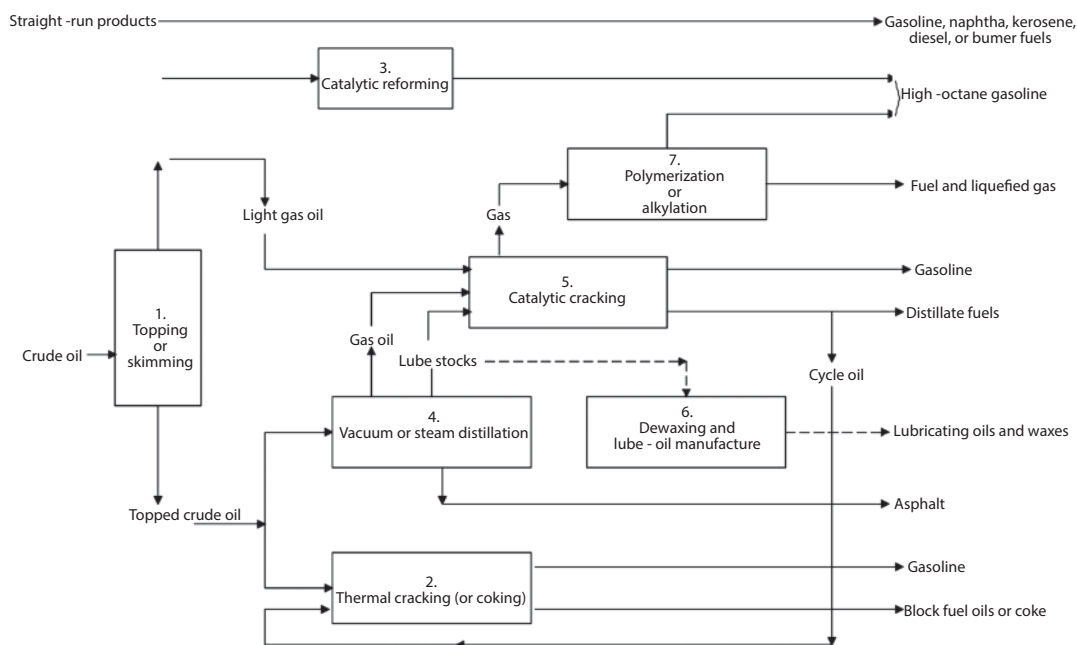 Straight -run products
Gasoline, naphtha, kerosene,
diesel, or bumer fuels
3.
Catalytic reforming
High -octane gasoline
7.
Polymerization
or
alkylation
Fuel and liquefied gas
Light gas oil
Gas
5.
Catalytic cracking
Gasoline
1.
Topping
or
skimming
Distillate fuels
Crude oil
Gas oil
Lube stocks
Cycle oil
4.
Vacuum or steam distillation
6.
Dewaxing and
lube - oil manufacture
Lubricating oils and waxes
Topped crude oil
Asphalt
2.
Thermal cracking (or coking)
Gasoline
Block fuel oils or coke